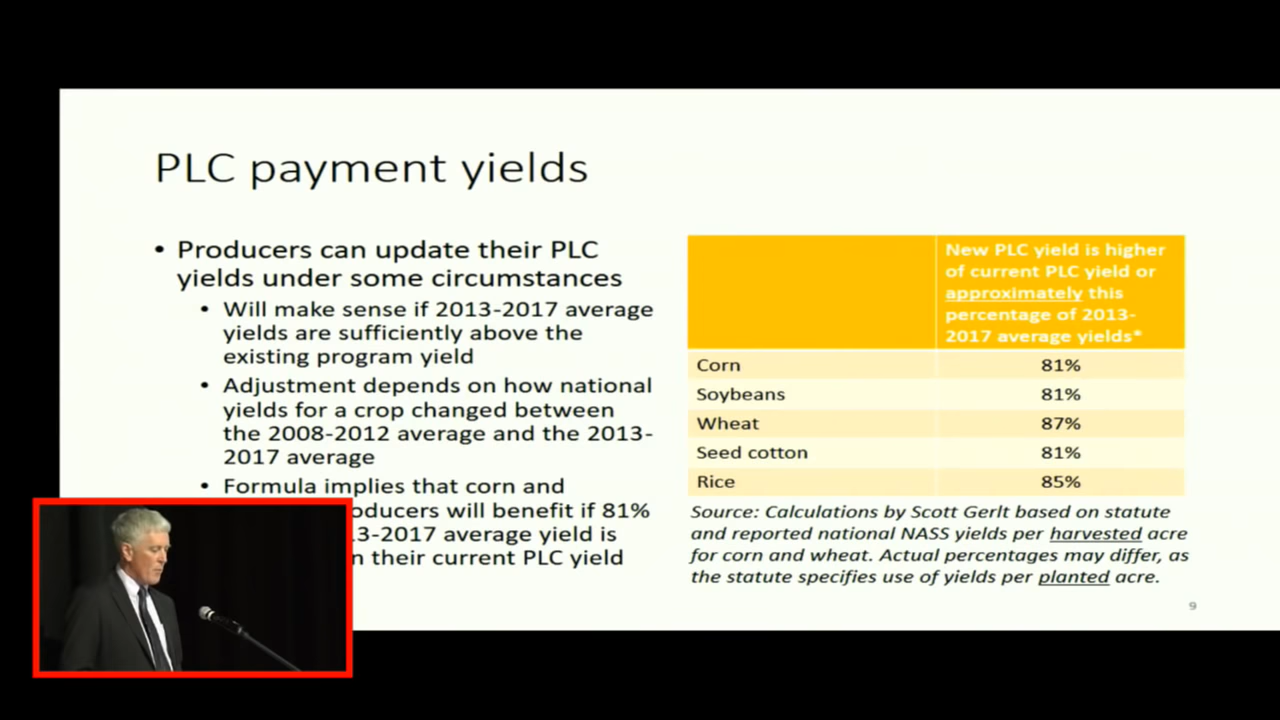 PLC payment yields
• Producers can update their PLC
yields under some circumstances
• Will make sense if 2013-2017 average
yields are sufficiently above the
existing program yield
• Adjustment depends on how national
yields for a crop changed between
the 2008-2012 average and the 2013-
2017 average
• Formula implies that corn and
will benefit if 81%
2017 average yield is
their current PLC yield
New PLC yield is higher
of current PLC yield or
approximately this
percentage of 2013-
2017 average yields*
Corn 81%
Soybeans 81%
Wheat 87%
Seed cotton 81%
Rice 85%
Source: Calculations by Scott Gerlt based on statute
and reported national NASS yields per harvested acre
for corn and wheat. Actual percentages may differ, as
the statute specifies use of yields per planted acre.
9